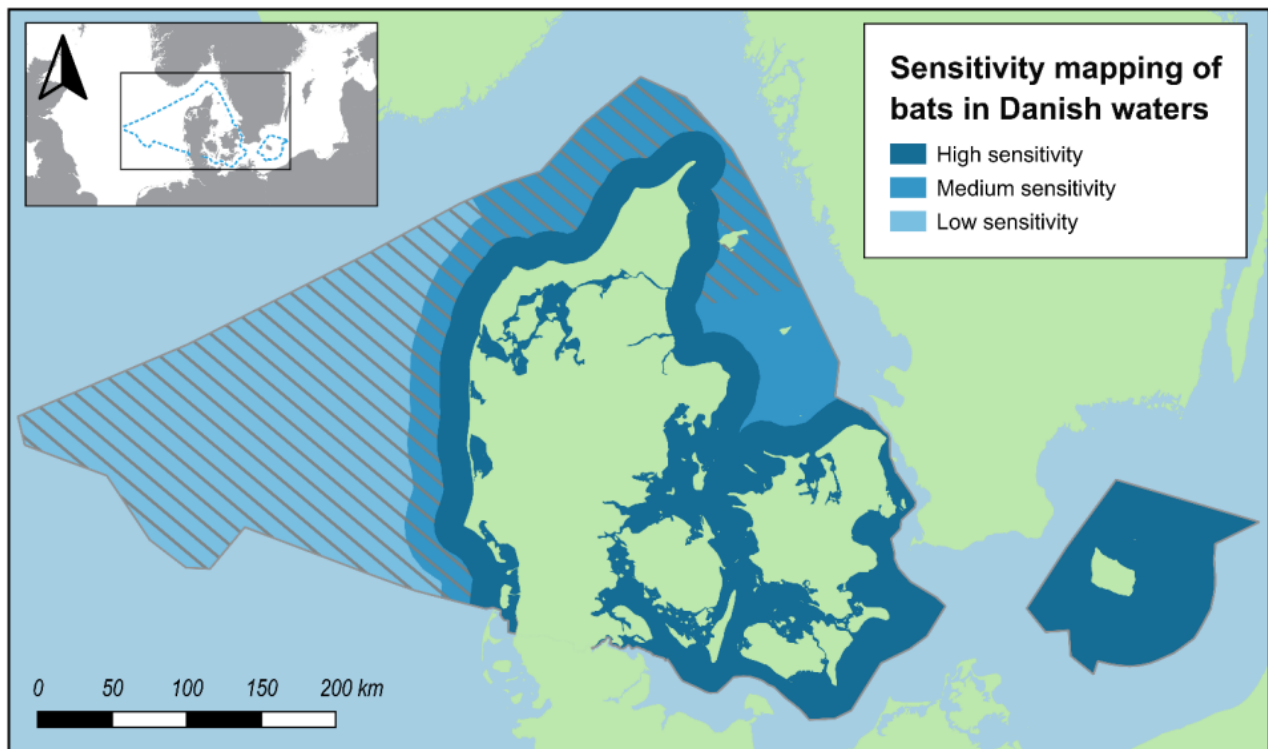 Sensitivity mapping of
bats in Danish waters
High sensitivity
Medium sensitivity
Low sensitivity
0 50 100 150 200 km